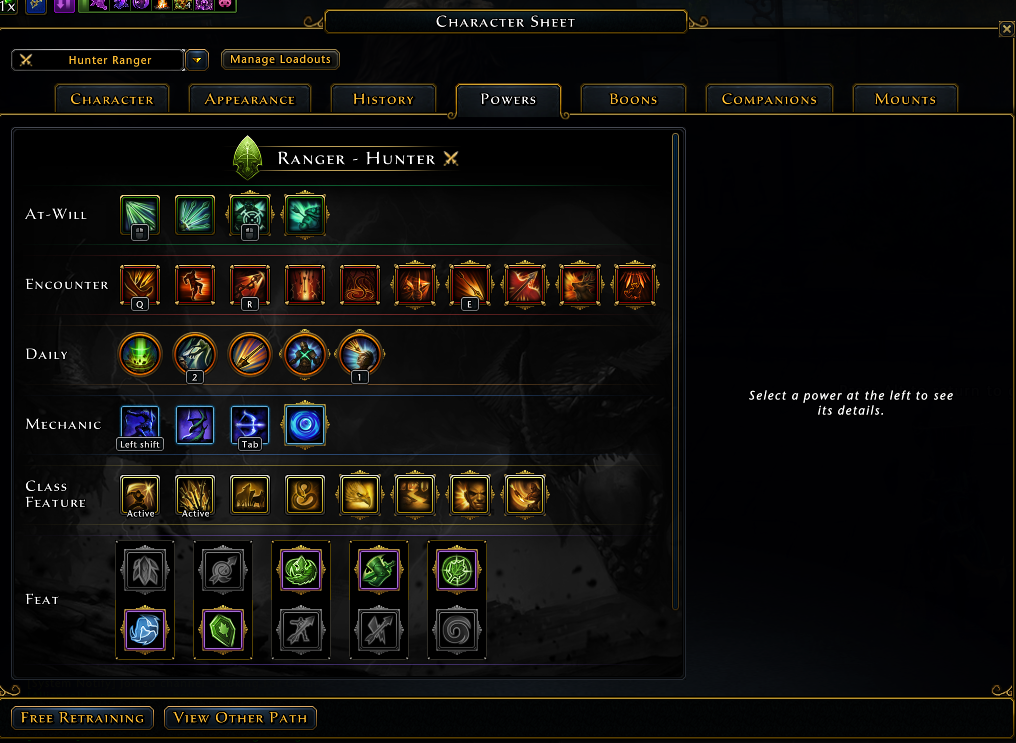 1x
Character Sheet
Hunter Ranger
Manage Loadouts
Character
Appearance
History
Powers
Boons
Companions
Mounts
Ranger - Hunter
At-Will
Encounter
Q
R
E
Daily
2
1
Mechanic
Left shift
Tab
Class
Feature
Active
Active
Feat
Select a power at the left to see
its details.
Free Retraining
View Other Path